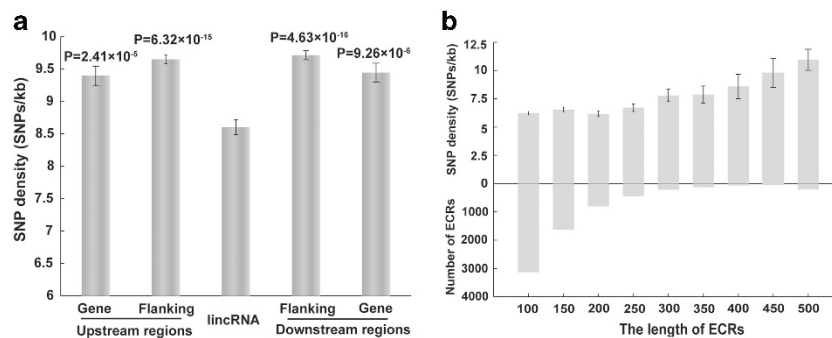 a
P=2.41×10-5
P=6.32×10-15
P=4.63×10-16
P=9.26×10-6
SNP density (SNPs/kb)
10
9.5
9
8.5
8
7.5
7
6.5
6
Gene
Flanking
lincRNA
Flanking
Gene
Upstream regions
Downstream regions
b
SNP density (SNPs/kb)
12.5
10
7.5
5
2.5
0
Number of ECRs
1000
2000
3000
4000
100 150 200 250 300 350 400 450 500
The length of ECRs